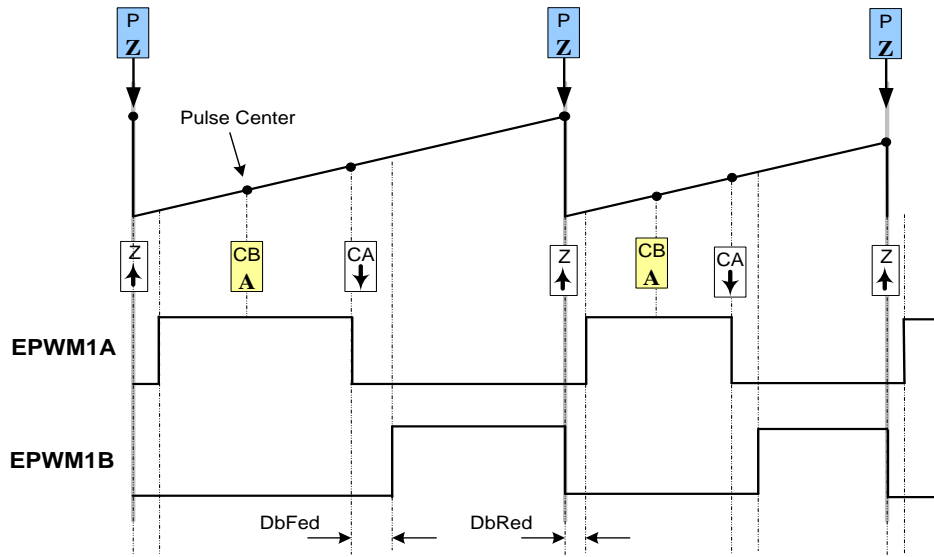 P
Z
P
Z
P
Z
Pulse Center
Z
CB
A
CA
Z
CB
A
CA
Z
EPWM1A
EPWM1B
DbFed
DbRed